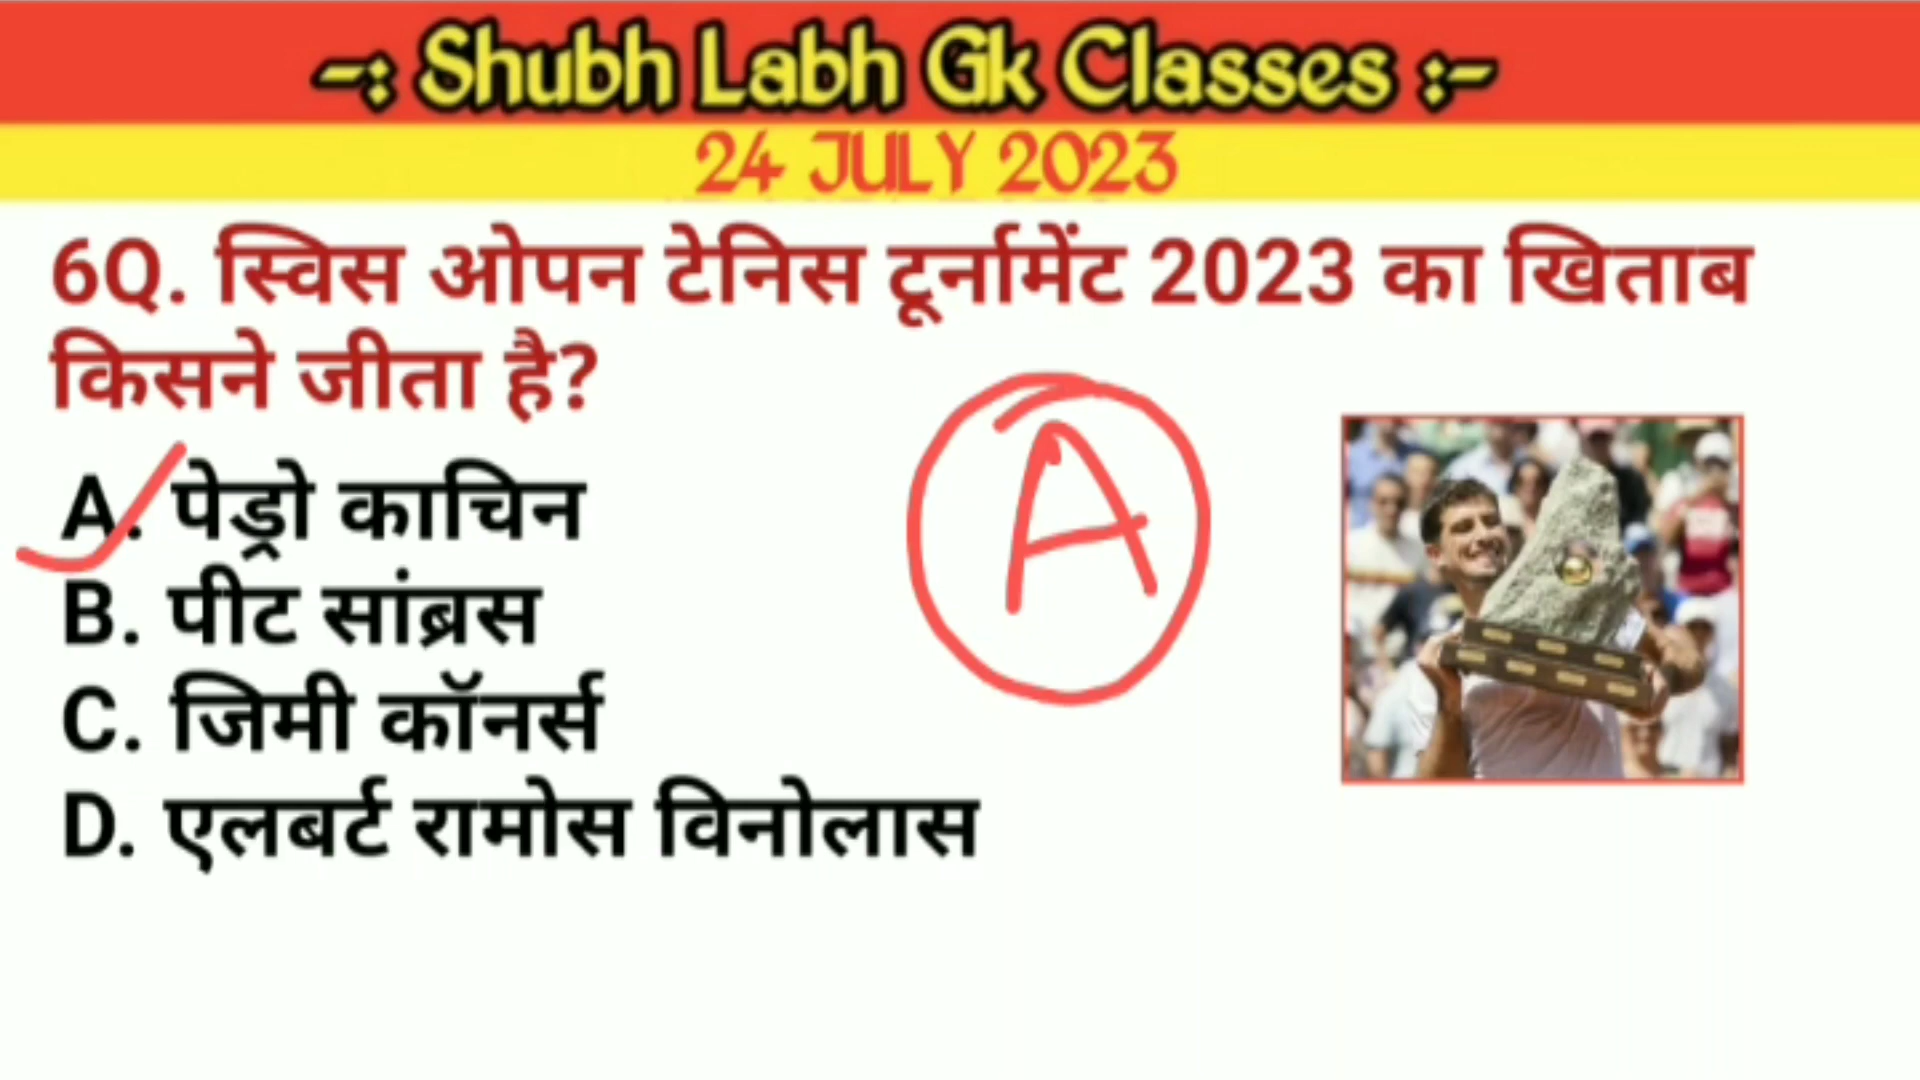 -: Shubh Labh Gk Classes :-
24 JULY 2023
6Q. स्विस ओपन टेनिस टूर्नामेंट 2023 का खिताब
किसने जीता है?
A. पेड्रो काचिन
B. पीट सांब्रस
C. जिमी कॉनर्स
D. एलबर्ट रामोस विनोलास
A